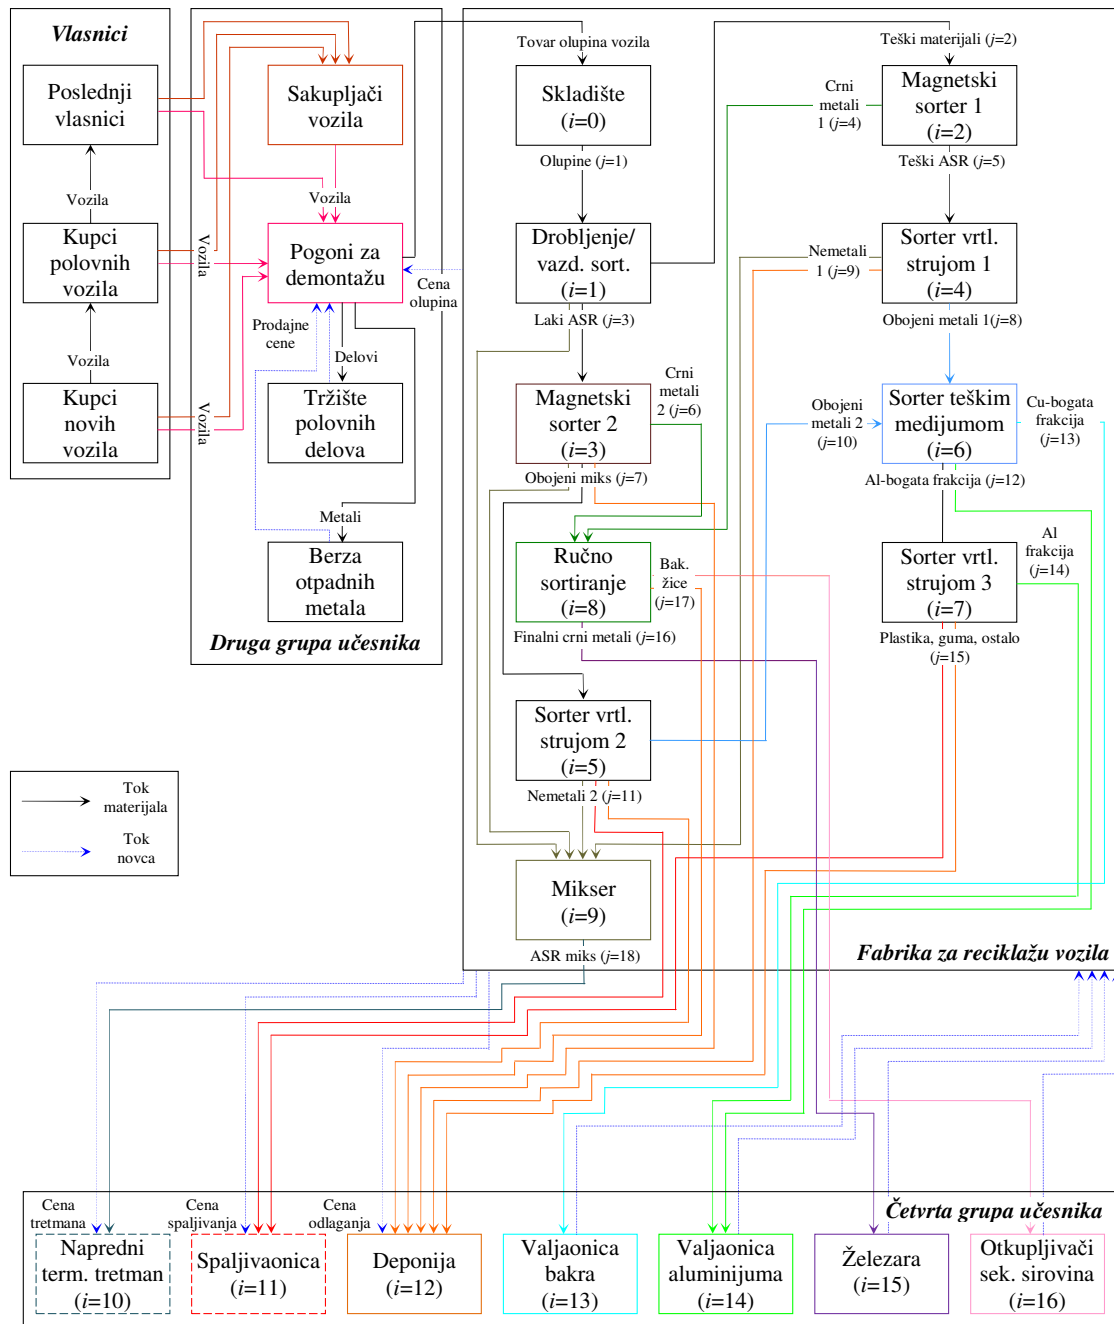 Vlasnici
Poslednji
vlasnici
Vozila
Kupci
polovnih
vozila
Vozila
Kupci
novih
vozila
Vozila
Vozila
Sakupljači
vozila
Vozila
Pogoni za
demontažu
Prodajne
cene
Delovi
Tržište
polovnih
delova
Metali
Berza
otpadnih
metala
Druga grupa učesnika
Cena
olupina
Tok
materijala
Tok
novca
Tovar olupina vozila
Skladište
(i=0)
Olupine (j=1)
Drobljenje/
vazd. sort.
(i=1)
Laki ASR (j=3)
Magnetski
sorter 2
(i=3)
Obojeni miks (j=7)
Crni
metali
2 (j=6)
Ručno
sortiranje
(i=8)
Bak.
žice
(j=17)
Finalni crni metali (j=16)
Sorter vrtl.
strujom 2
(i=5)
Nemetali 2 (j=11)
Mikser
(i=9)
ASR miks (j=18)
Teški materijali (j=2)
Crni
metali
1 (j=4)
Magnetski
sorter 1
(i=2)
Teški ASR (j=5)
Nemetali
1 (j=9)
Sorter vrtl.
strujom 1
(i=4)
Obojeni metali 1(j=8)
Obojeni
metali 2
(j=10)
Sorter teškim
medijumom
(i=6)
Cu-bogata
frakcija
(j=13)
Al-bogata frakcija (j=12)
Sorter vrtl.
strujom 3
(i=7)
Al
frakcija
(j=14)
Plastika, guma, ostalo
(j=15)
Fabrika za reciklažu vozila
Četvrta grupa učesnika
Cena
tretmana
Cena
spaljivanja
Cena
odlaganja
Napredni
term. tretman
(i=10)
Spaljivaonica
(i=11)
Deponija
(i=12)
Valjaonica
bakra
(i=13)
Valjaonica
aluminijuma
(i=14)
Železara
(i=15)
Otkupljivači
sek. sirovina
(i=16)